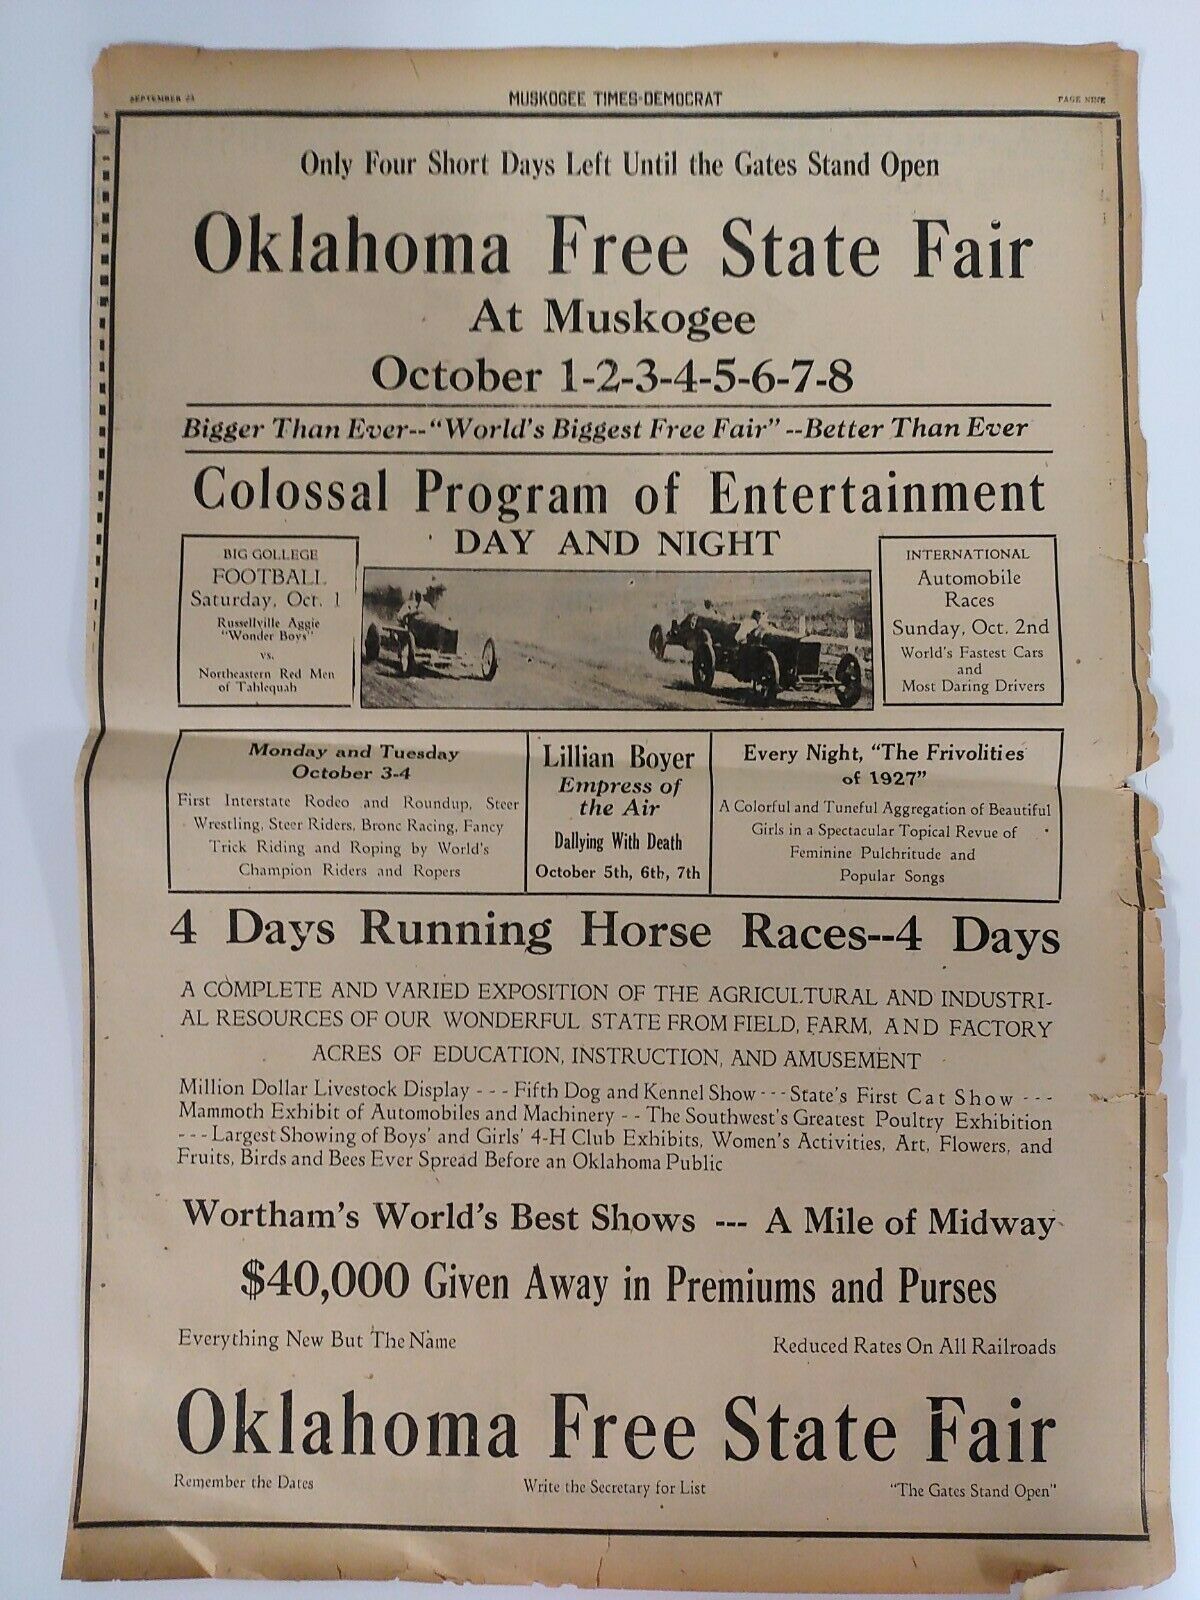 MUSKOGEE TIMES-DEMOCRAT
PAGE NINE
Only Four Short Days Left Until the Gates Stand Open
Oklahoma Free State Fair
At Muskogee
October 1-2-3-4-5-6-7-8
Bigger Than Ever--"World's Biggest Free Fair"--Better Than Ever
Colossal Program of Entertainment
DAY AND NIGHT
BIG COLLEGE
FOOTBALL
Saturday, Oct. 1
Russellville Aggie
"Wonder Boys"
vs.
Northeastern Red Men
of Tahlequah
INTERNATIONAL
Automobile
Races
Sunday, Oct. 2nd
World's Fastest Cars
and
Most Daring Drivers
Monday and Tuesday
October 3-4
First Interstate Rodeo and Roundup, Steer
Wrestling, Steer Riders, Bronc Racing, Fancy
Trick Riding and Roping by World's
Champion Riders and Ropers
Lillian Boyer
Empress of
the Air
Dallying With Death
October 5th, 6th, 7th
Every Night, "The Frivolities
of 1927"
A Colorful and Tuneful Aggregation of Beautiful
Girls in a Spectacular Topical Revue of
Feminine Pulchritude and
Popular Songs
4 Days Running Horse Races--4 Days
A COMPLETE AND VARIED EXPOSITION OF THE AGRICULTURAL AND INDUSTRI-
AL RESOURCES OF OUR WONDERFUL STATE FROM FIELD, FARM, AND FACTORY
ACRES OF EDUCATION, INSTRUCTION, AND AMUSEMENT
Million Dollar Livestock Display - - - Fifth Dog and Kennel Show - - - State's First Cat Show - - -
Mammoth Exhibit of Automobiles and Machinery - - The Southwest's Greatest Poultry Exhibition
- - - Largest Showing of Boys' and Girls' 4-H Club Exhibits, Women's Activities, Art, Flowers, and
Fruits, Birds and Bees Ever Spread Before an Oklahoma Public
Wortham's World's Best Shows --- A Mile of Midway
$40,000 Given Away in Premiums and Purses
Everything New But The Name
Reduced Rates On All Railroads
Oklahoma Free State Fair
Remember the Dates
Write the Secretary for List
"The Gates Stand Open"